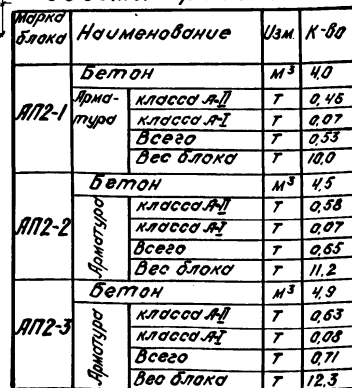 Марка блока Наименование Изм. К-во
АП2-1 Бетон м³ 4,0
Арма-тура класса А-II т 0,46
класса А-I т 0,07
Всего т 0,53
Вес блока т 10,0
АП2-2 Бетон м³ 4,5
Арматура класса А-II т 0,58
класса А-I т 0,07
Всего т 0,65
Вес блока т 11,2
АП2-3 Бетон м³ 4,9
Арматура класса А-II т 0,63
класса А-I т 0,08
Всего т 0,71
Вес блока т 12,3